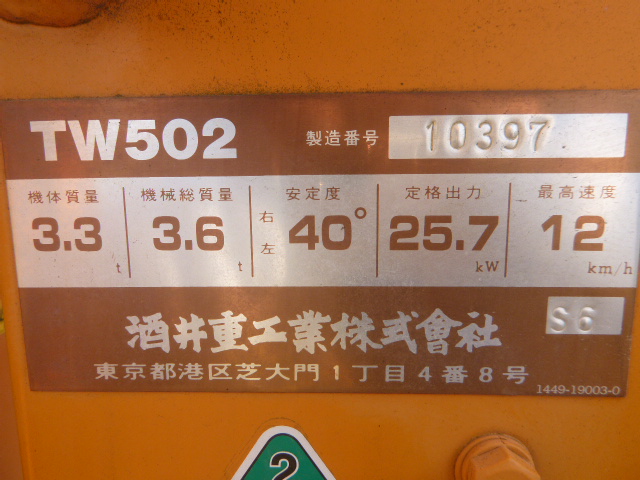 TW502 製造番号 10397
機体質量 機械総質量 安定度 定格出力 最高速度
3.3 t 3.6 t 右 左 40° 25.7 kW 12 km/h
S6
酒井重工業株式會社
東京都港区芝大門1丁目4番8号
1449-19003-0
2